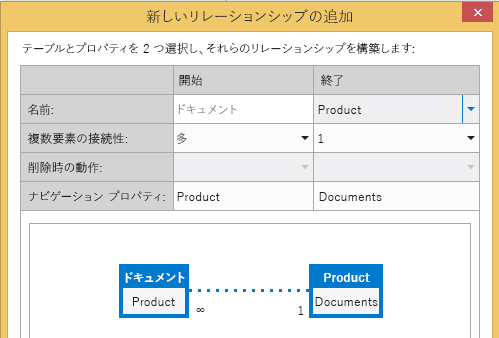 新しいリレーションシップの追加
テーブルとプロパティを 2 つ選択し、それらのリレーションシップを構築します:
開始 終了
名前: ドキュメント Product
複数要素の接続性: 多 1
削除時の動作:
ナビゲーション プロパティ: Product Documents
ドキュメント Product
Product Documents
∞ 1